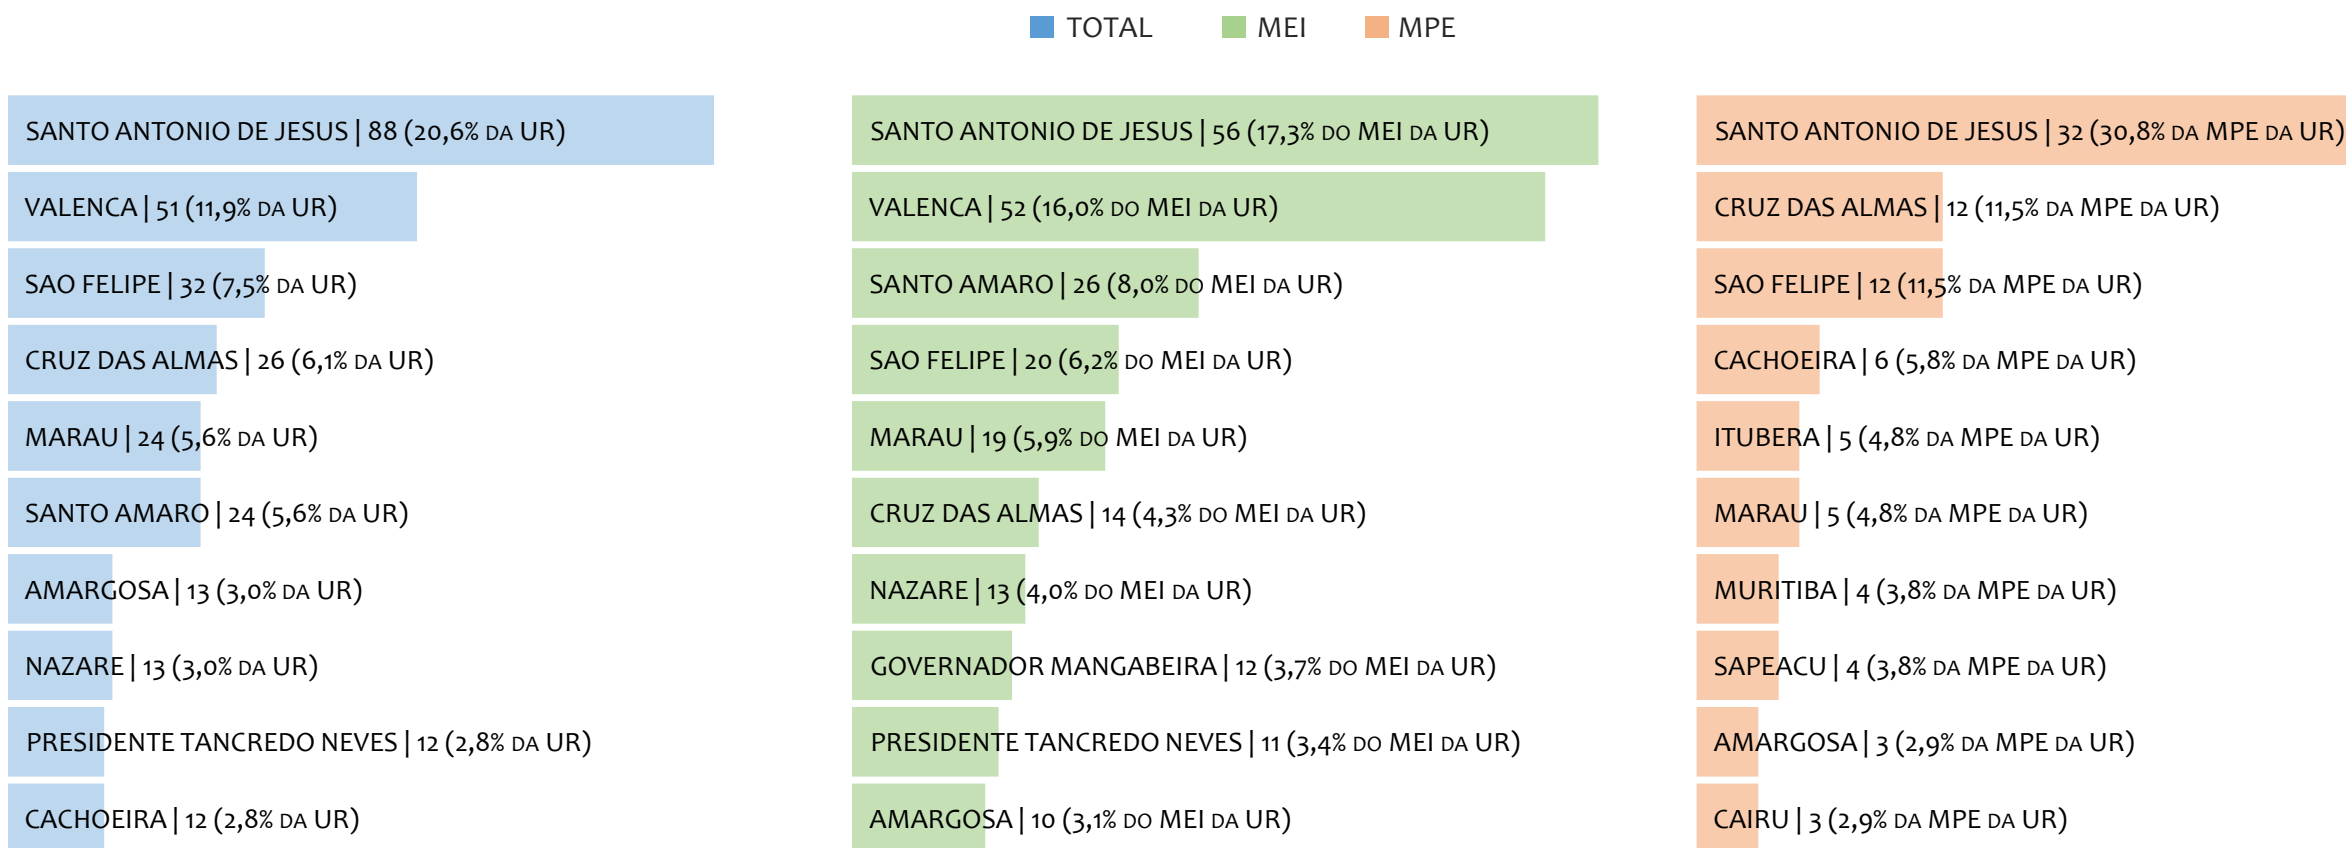 TOTAL MEI MPE
SANTO ANTONIO DE JESUS | 88 (20,6% DA UR)
VALENCA | 51 (11,9% DA UR)
SAO FELIPE | 32 (7,5% DA UR)
CRUZ DAS ALMAS | 26 (6,1% DA UR)
MARAU | 24 (5,6% DA UR)
SANTO AMARO | 24 (5,6% DA UR)
AMARGOSA | 13 (3,0% DA UR)
NAZARE | 13 (3,0% DA UR)
PRESIDENTE TANCREDO NEVES | 12 (2,8% DA UR)
CACHOEIRA | 12 (2,8% DA UR)
SANTO ANTONIO DE JESUS | 56 (17,3% DO MEI DA UR)
VALENCA | 52 (16,0% DO MEI DA UR)
SANTO AMARO | 26 (8,0% DO MEI DA UR)
SAO FELIPE | 20 (6,2% DO MEI DA UR)
MARAU | 19 (5,9% DO MEI DA UR)
CRUZ DAS ALMAS | 14 (4,3% DO MEI DA UR)
NAZARE | 13 (4,0% DO MEI DA UR)
GOVERNADOR MANGABEIRA | 12 (3,7% DO MEI DA UR)
PRESIDENTE TANCREDO NEVES | 11 (3,4% DO MEI DA UR)
AMARGOSA | 10 (3,1% DO MEI DA UR)
SANTO ANTONIO DE JESUS | 32 (30,8% DA MPE DA UR)
CRUZ DAS ALMAS | 12 (11,5% DA MPE DA UR)
SAO FELIPE | 12 (11,5% DA MPE DA UR)
CACHOEIRA | 6 (5,8% DA MPE DA UR)
ITUBERA | 5 (4,8% DA MPE DA UR)
MARAU | 5 (4,8% DA MPE DA UR)
MURITIBA | 4 (3,8% DA MPE DA UR)
SAPEACU | 4 (3,8% DA MPE DA UR)
AMARGOSA | 3 (2,9% DA MPE DA UR)
CAIRU | 3 (2,9% DA MPE DA UR)